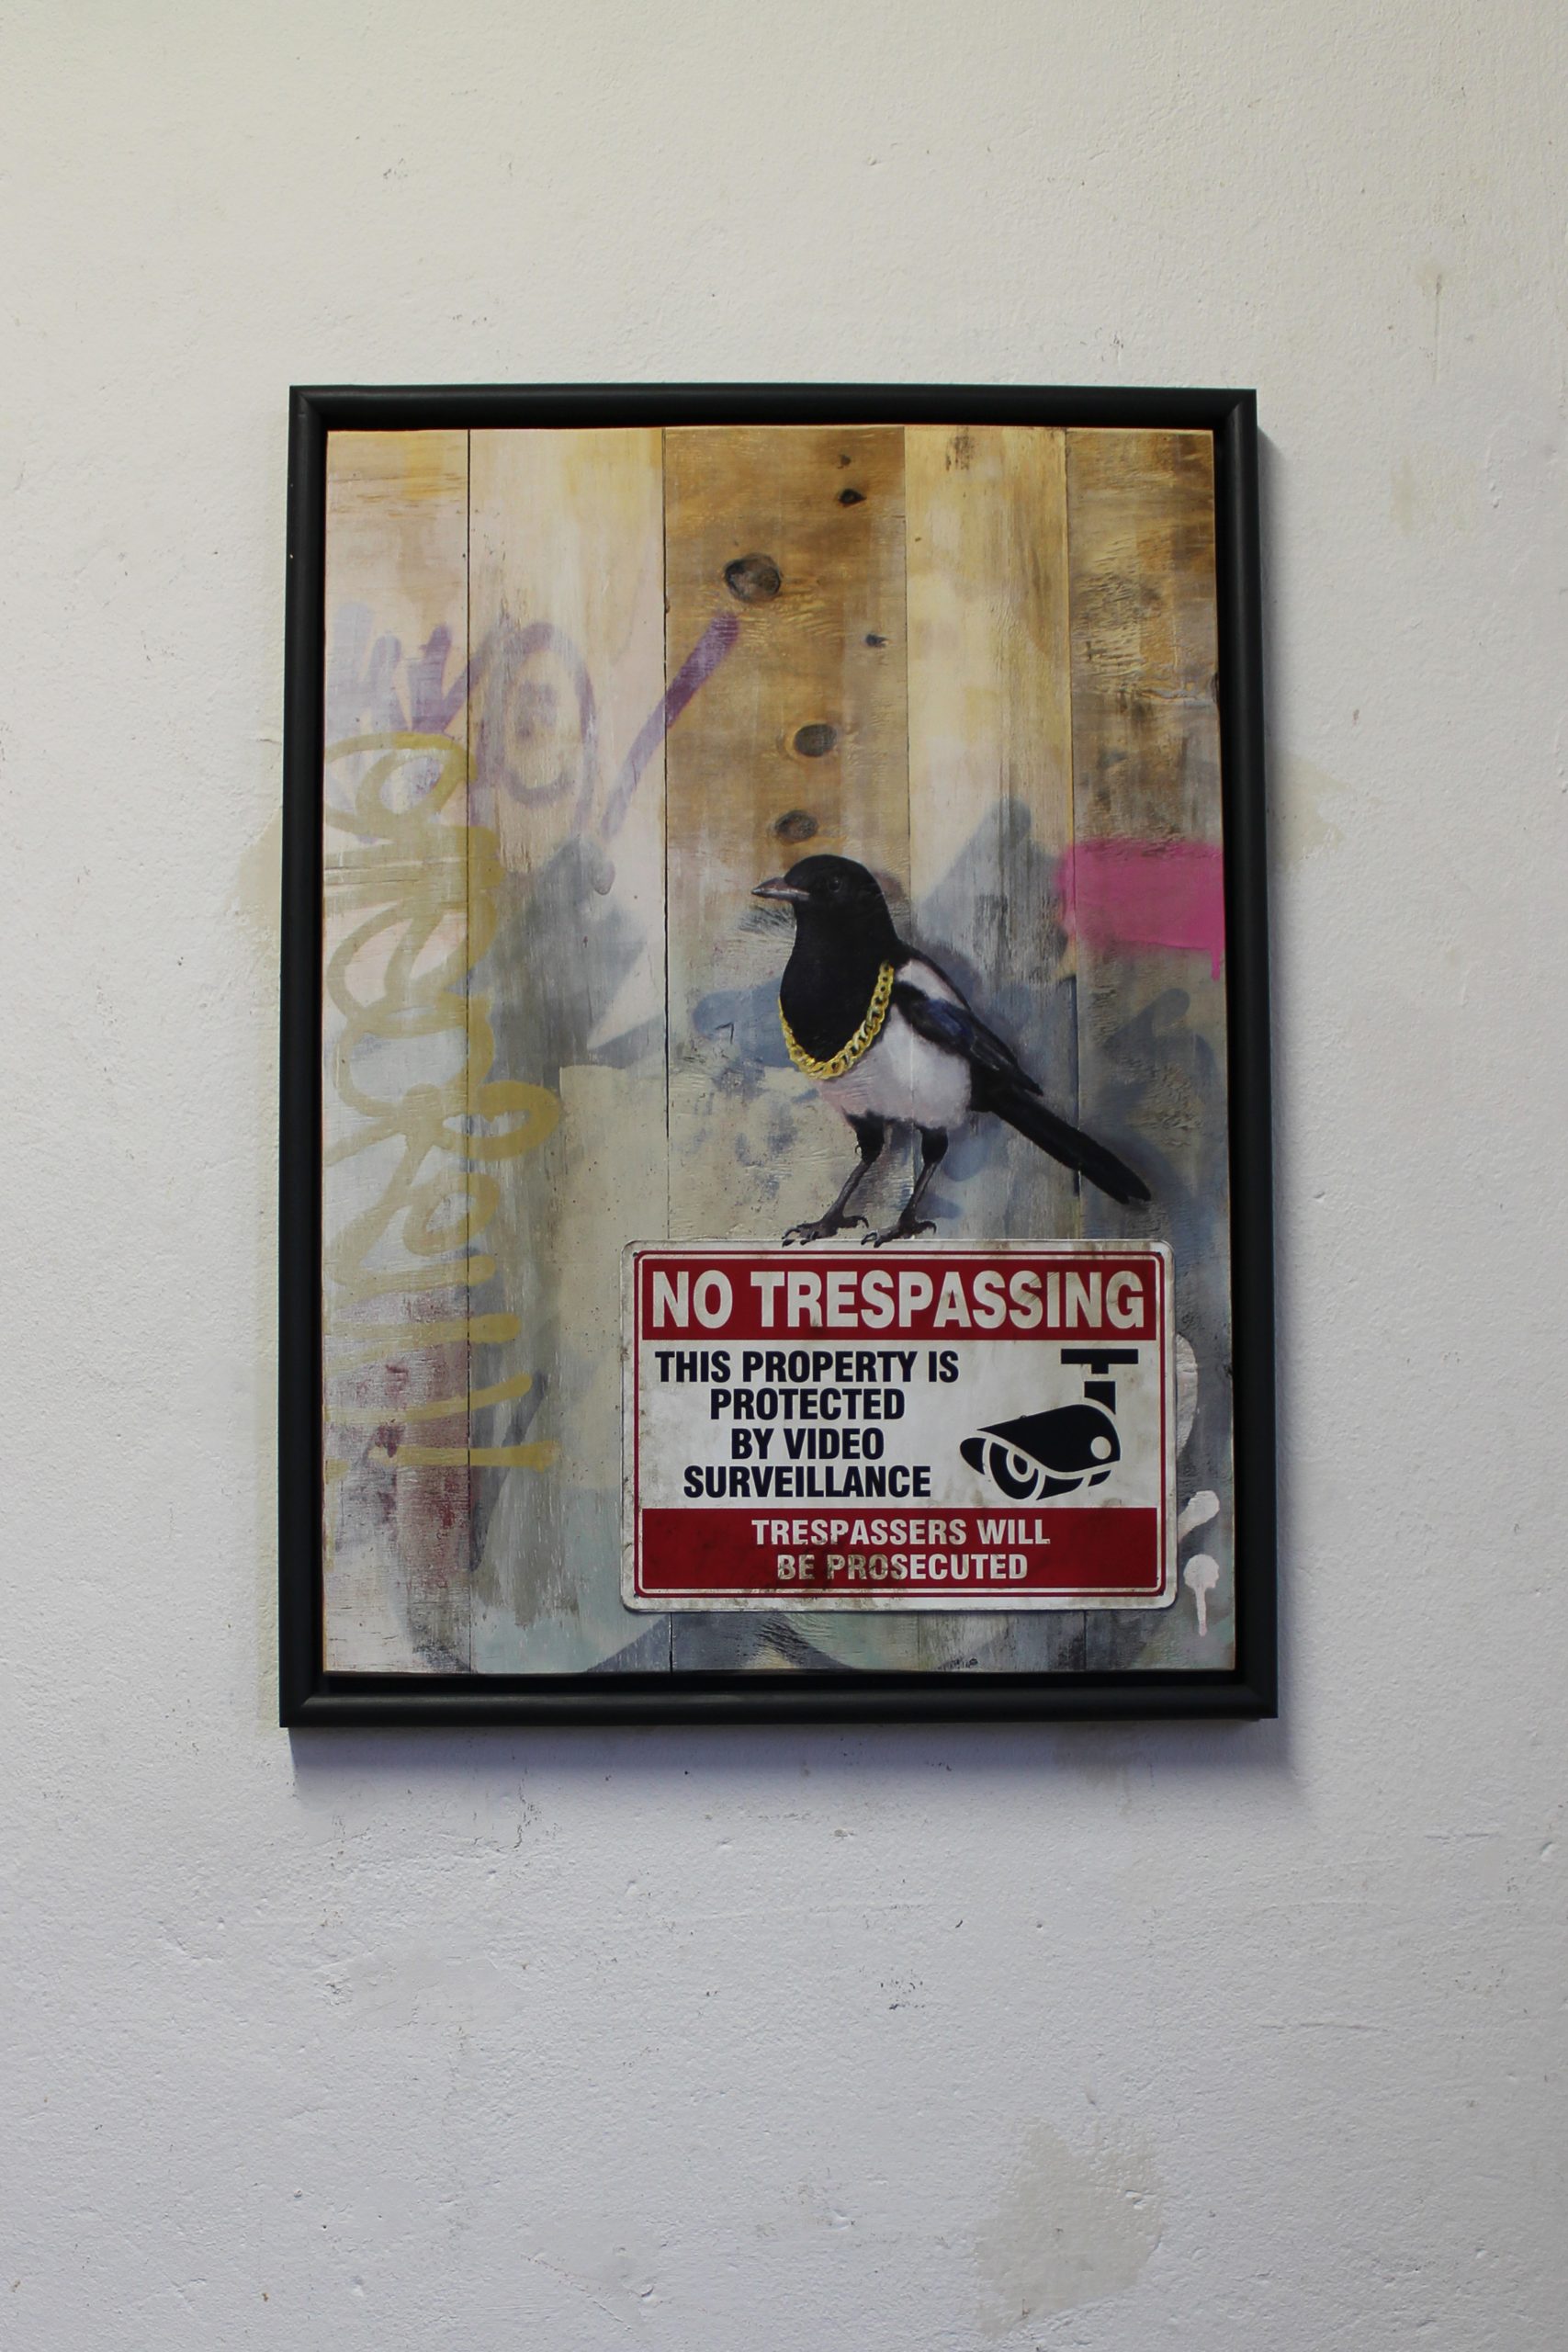 NO TRESPASSING
THIS PROPERTY IS
PROTECTED
BY VIDEO
SURVEILLANCE
TRESPASSERS WILL
BE PROSECUTED